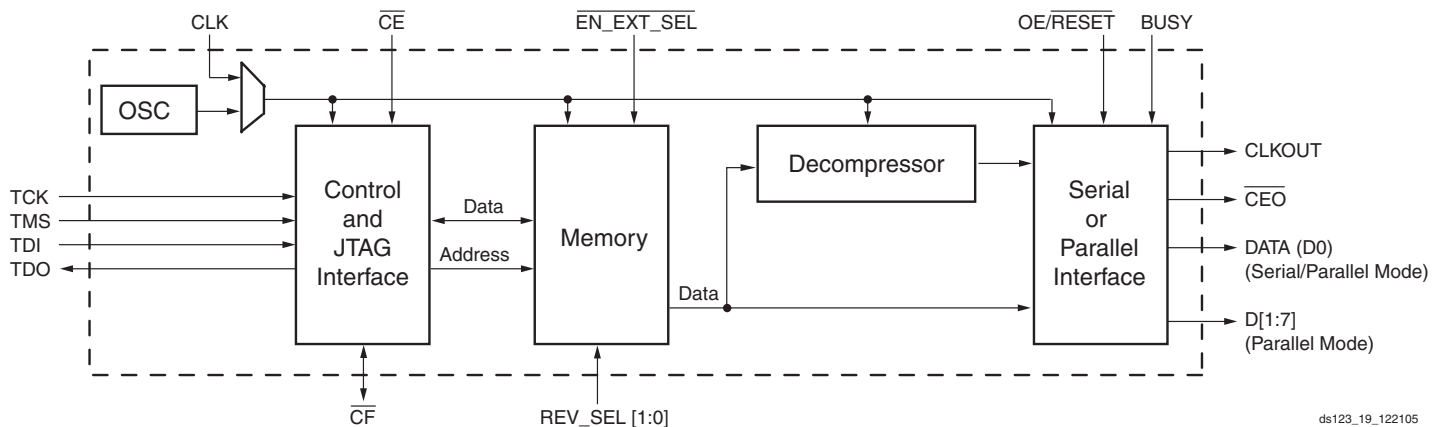 CLK
CE
EN_EXT_SEL
OE/RESET
BUSY
OSC
Control
and
JTAG
Interface
Memory
Decompressor
Serial
or
Parallel
Interface
TCK
TMS
TDI
TDO
Data
Address
Data
CLKOUT
CEO
DATA (D0)
(Serial/Parallel Mode)
D[1:7]
(Parallel Mode)
CF
REV_SEL [1:0]
ds123_19_122105